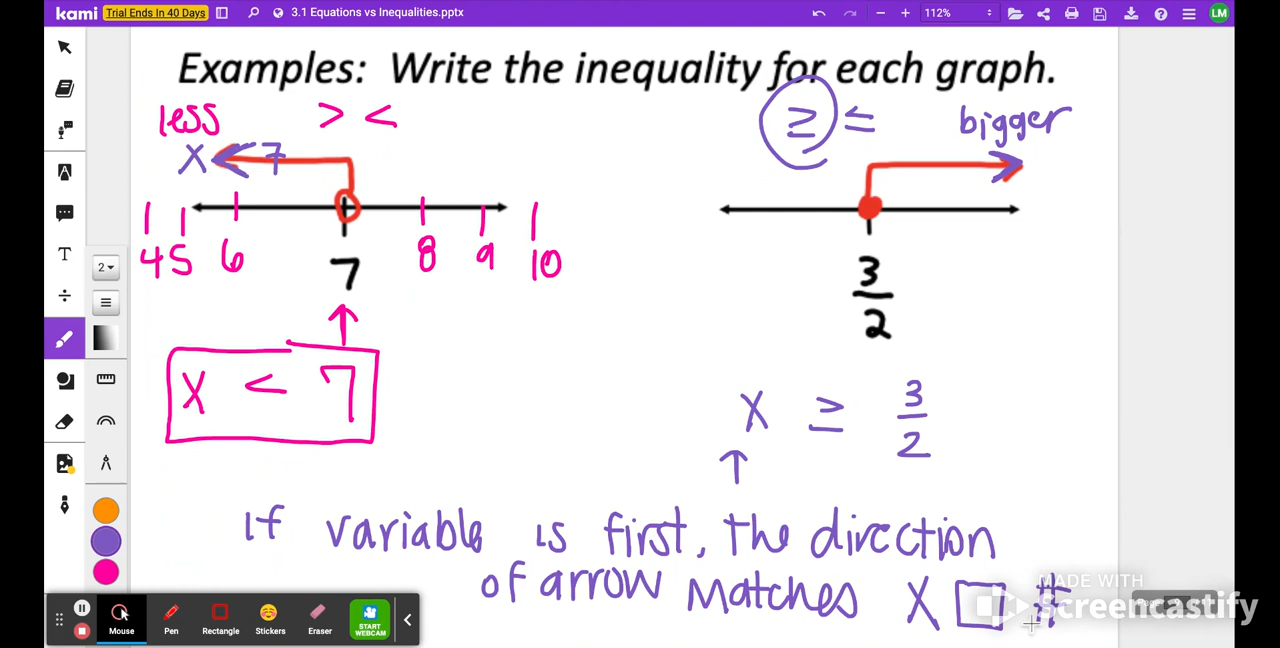 kami Trial Ends In 40 Days 3.1 Equations vs Inequalities.pptx 112% LM
Examples: Write the inequality for each graph.
less > < ≥ ≤ bigger
x < 7
4 5 6 7 8 9 10
3
2
x < 7
x ≥ 3/2
If variable is first, the direction
of arrow matches x □ #
T
2
MADE WITH
Screencastify
Mouse Pen Rectangle Stickers Eraser START WEBCAM